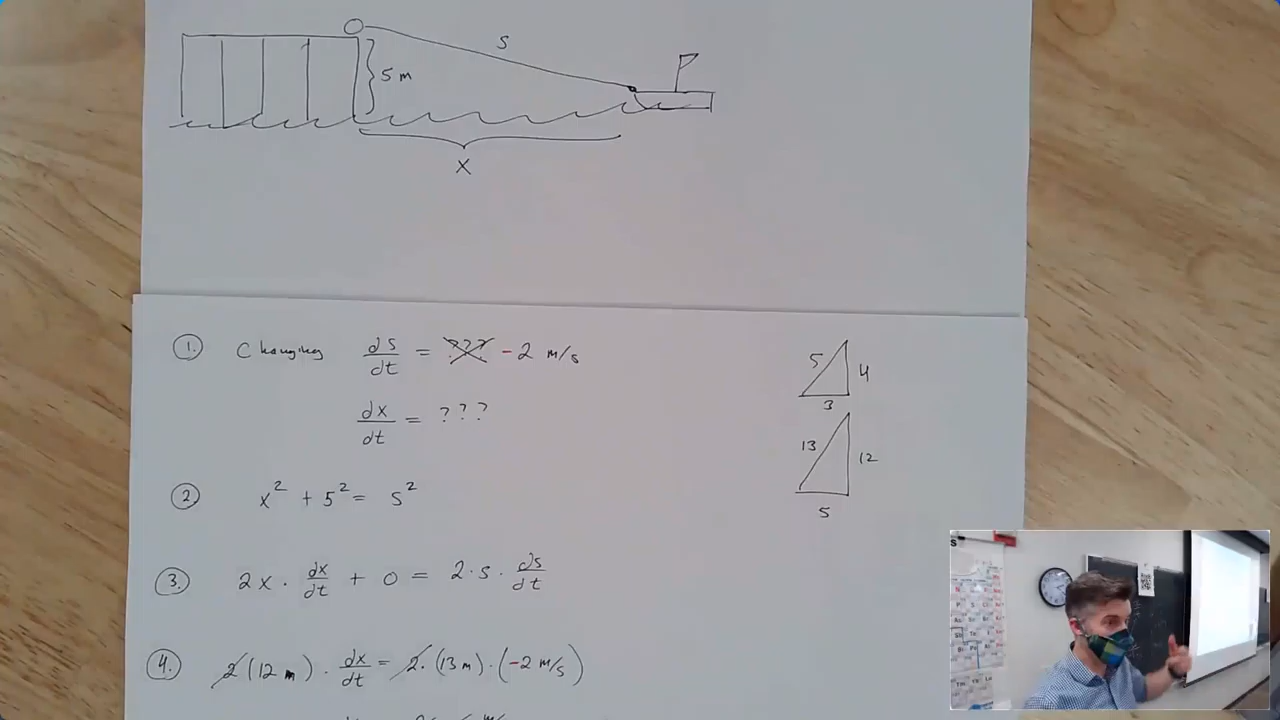 s
5 m
x
1. Changing ds/dt = ??? -2 m/s
dx/dt = ???
2. x² + 5² = s²
3. 2x · dx/dt + 0 = 2·s· ds/dt
4. 2(12 m) · dx/dt = 2·(13 m)·(-2 m/s)
5
4
3
13
12
5